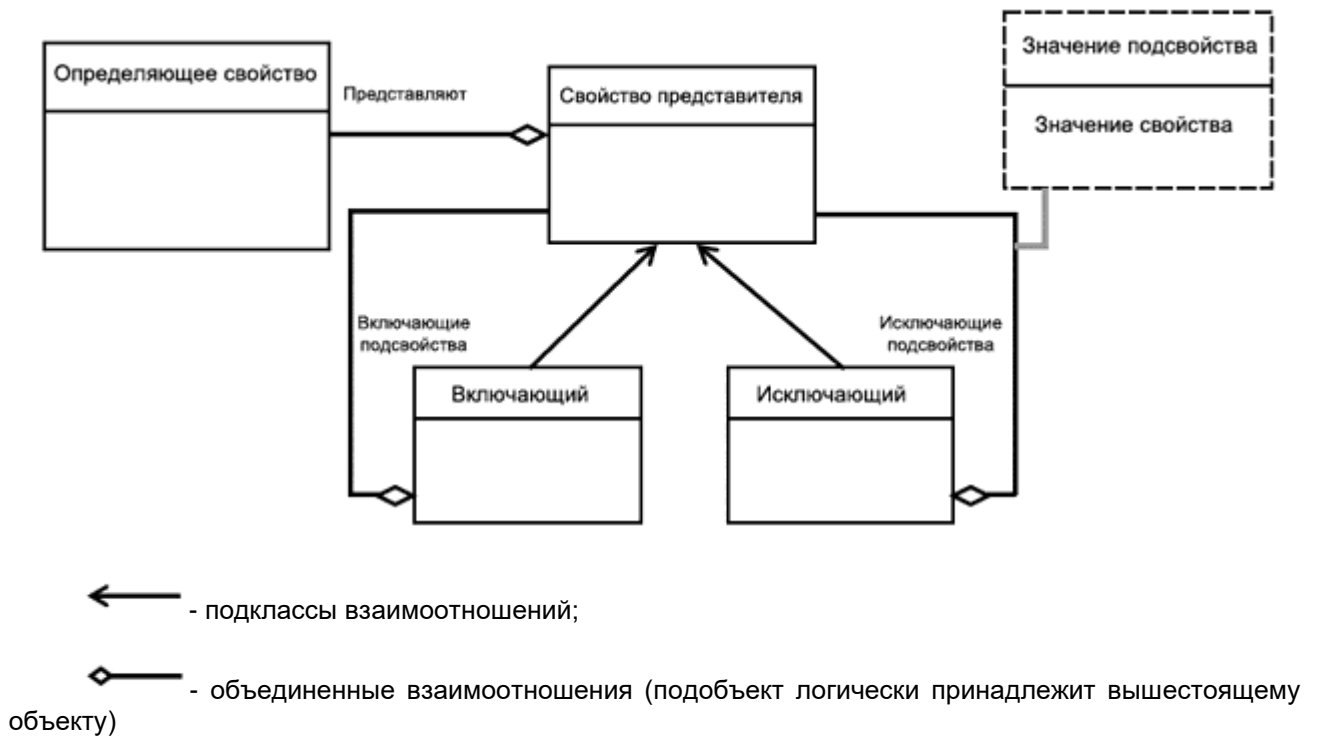 Определяющее свойство
Представляют
Свойство представителя
Значение подсвойства
Значение свойства
Включающие
подсвойства
Исключающие
подсвойства
Включающий
Исключающий
- подклассы взаимоотношений;
- объединенные взаимоотношения (подобъект логически принадлежит вышестоящему
объекту)